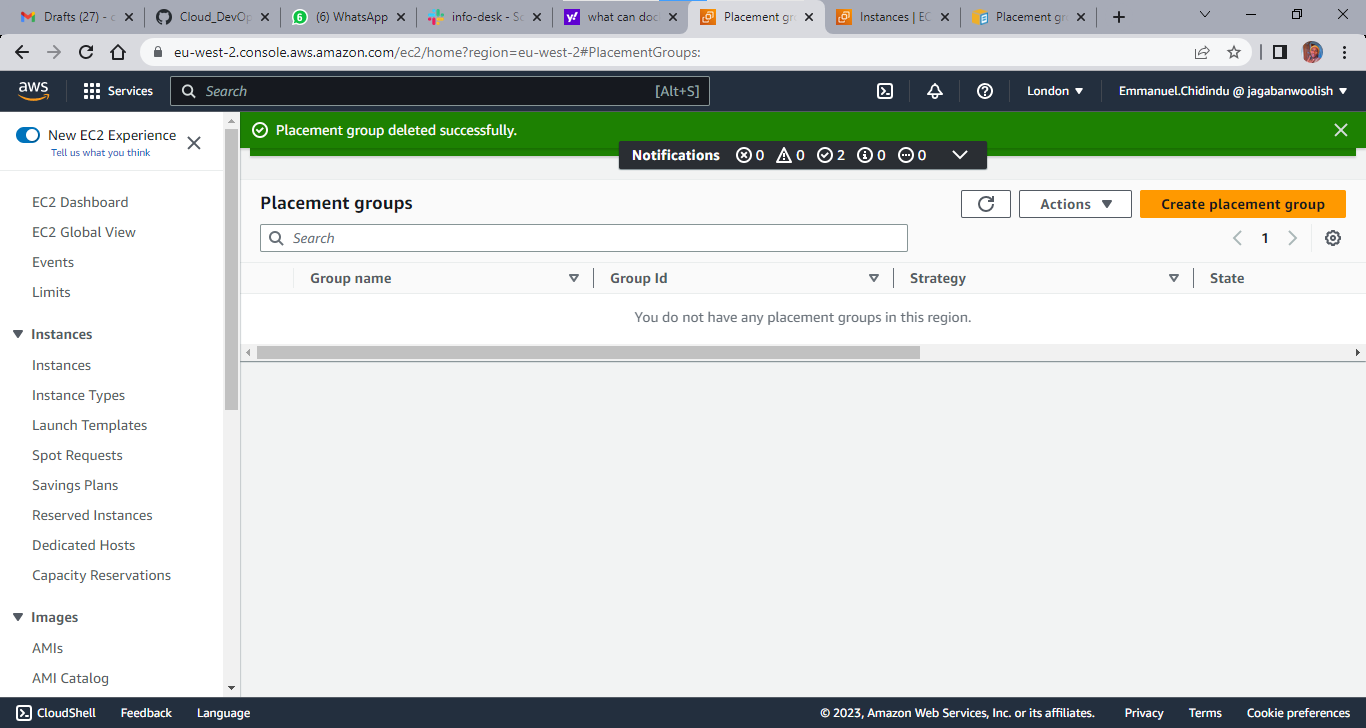 Drafts (27) - c
Cloud_DevOp
(6) WhatsApp
info-desk - Sc
what can doc
Placement gr
Instances | EC
Placement gr
eu-west-2.console.aws.amazon.com/ec2/home?region=eu-west-2#PlacementGroups:
aws
Services
Search
[Alt+S]
London
Emmanuel.Chidindu @ jagabanwoolish
New EC2 Experience
Tell us what you think
Placement group deleted successfully.
Notifications 0 0 2 0 0
EC2 Dashboard
EC2 Global View
Events
Limits
Instances
Instances
Instance Types
Launch Templates
Spot Requests
Savings Plans
Reserved Instances
Dedicated Hosts
Capacity Reservations
Images
AMIs
AMI Catalog
Placement groups
Actions
Create placement group
Search
1
Group name
Group Id
Strategy
State
You do not have any placement groups in this region.
CloudShell
Feedback
Language
© 2023, Amazon Web Services, Inc. or its affiliates.
Privacy
Terms
Cookie preferences